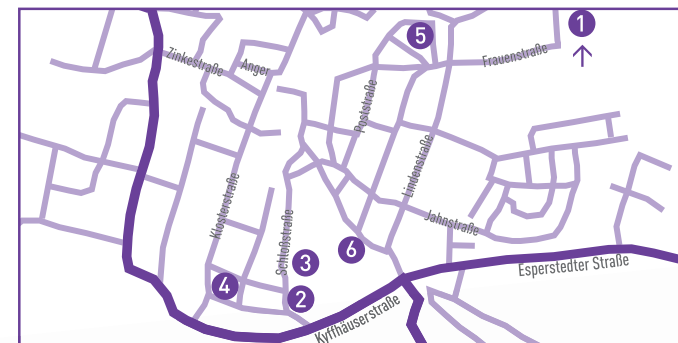 1
5
Zinkestraße
Anger
Frauenstraße
Poststraße
Lindenstraße
Klosterstraße
Schloßstraße
Jahnstraße
6
3
4
2
Esperstedter Straße
Kyffhäuserstraße